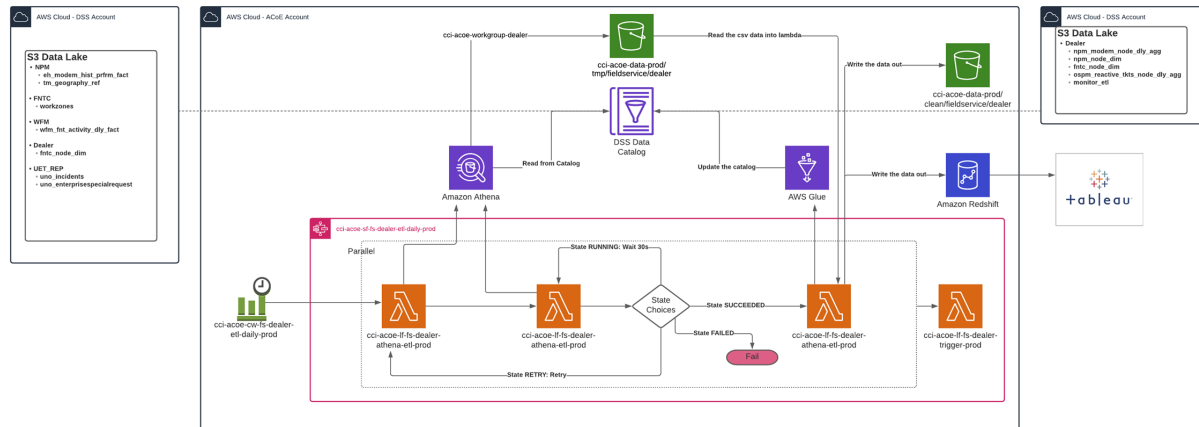 AWS Cloud - DSS Account
S3 Data Lake
NPM
eh_modem_hist_prfrm_fact
tm_geography_ref
FNTC
workzones
WFM
wfm_fnt_activity_dly_fact
Dealer
fntc_node_dim
UET_REP
uno_incidents
uno_enterprisespecialrequest
AWS Cloud - ACoE Account
cci-acoe-workgroup-dealer
cci-acoe-data-prod/
tmp/fieldservice/dealer
Read the csv data into lambda
Write the data out
cci-acoe-data-prod/
clean/fieldservice/dealer
DSS Data
Catalog
Amazon Athena
Read from Catalog
Update the catalog
AWS Glue
Write the data out
Amazon Redshift
AWS Cloud - DSS Account
S3 Data Lake
Dealer
npm_modem_node_dly_agg
npm_node_dim
fntc_node_dim
ospm_reactive_tkts_node_dly_agg
monitor_etl
+ableau
cci-acoe-sf-fs-dealer-etl-daily-prod
Parallel
State RUNNING: Wait 30s
cci-acoe-cw-fs-dealer-
etl-daily-prod
cci-acoe-lf-fs-dealer-
athena-etl-prod
cci-acoe-lf-fs-dealer-
athena-etl-prod
State
Choices
State SUCCEEDED
State FAILED
Fail
State RETRY: Retry
cci-acoe-lf-fs-dealer-
athena-etl-prod
cci-acoe-lf-fs-dealer-
trigger-prod